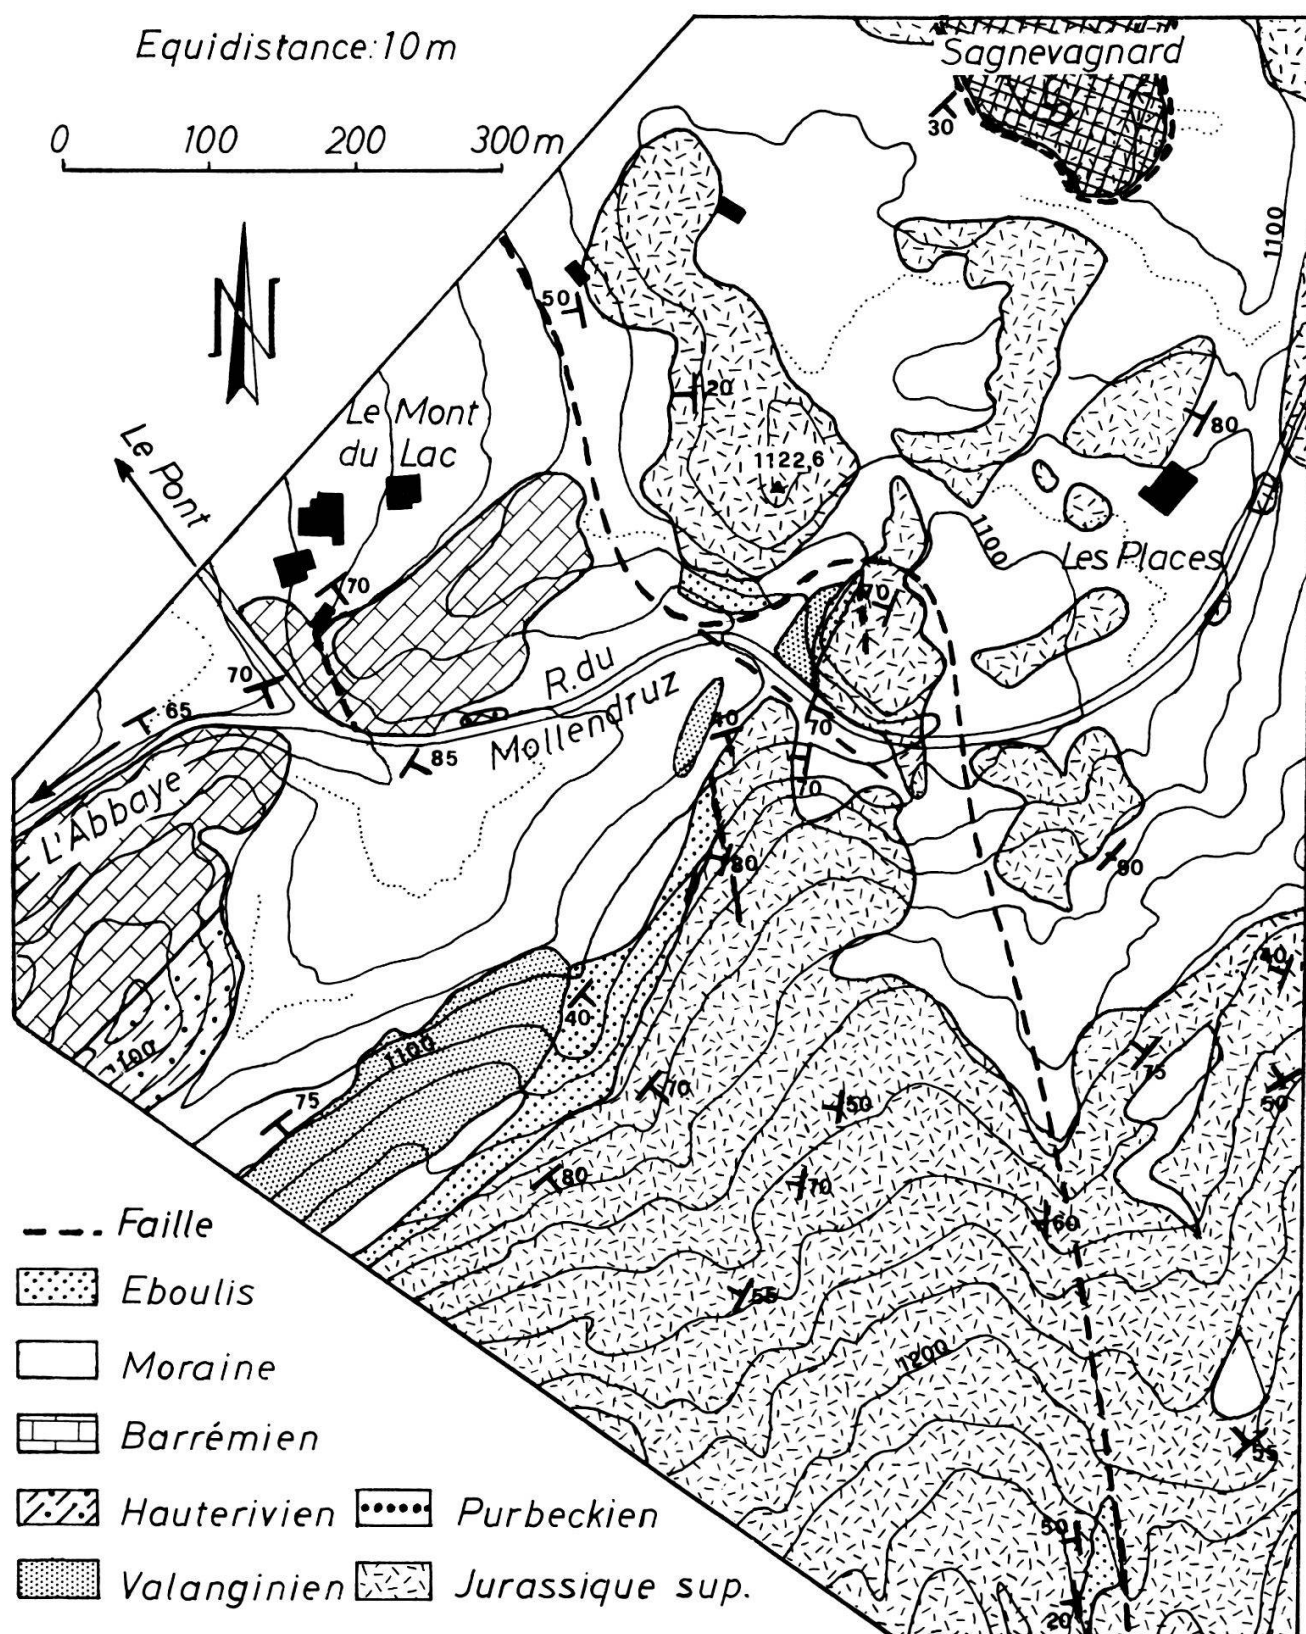 Equidistance: 10 m
0 100 200 300 m
Sagnevagnard
30
1100
N
50
20
Le Mont
du Lac
1122,6
80
Le Pont
1100
Les Places
70
70
R. du
Mollendruz
70
65
40
70
85
70
L'Abbaye
80
80
40
40
1100
1100
75
75
50
70
50
80
70
60
55
1200
55
50
20
Faille
Eboulis
Moraine
Barrémien
Hauterivien
Purbeckien
Valanginien
Jurassique sup.